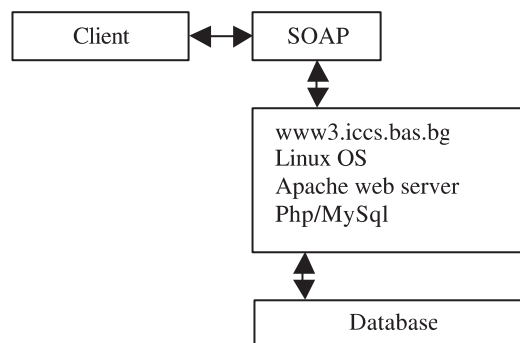 Client
SOAP
www3.iccs.bas.bg
Linux OS
Apache web server
Php/MySql
Database